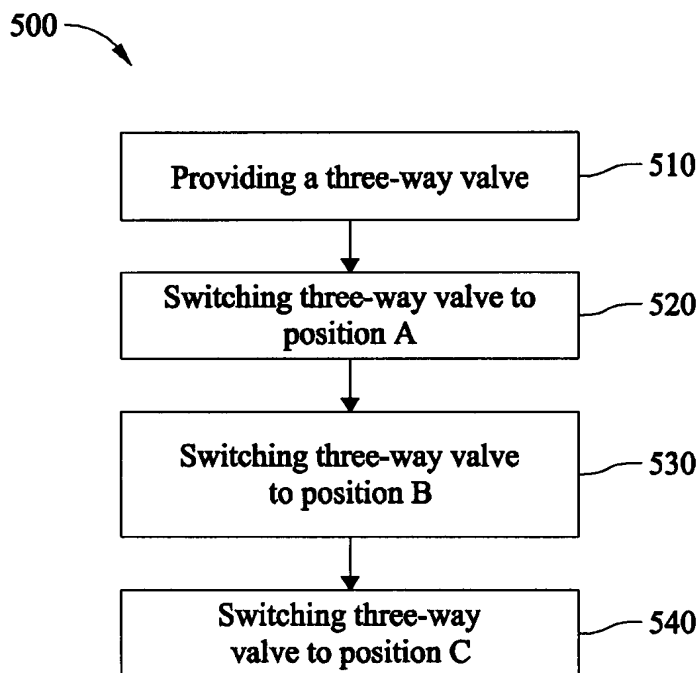 500
Providing a three-way valve
510
Switching three-way valve to
position A
520
Switching three-way valve
to position B
530
Switching three-way
valve to position C
540